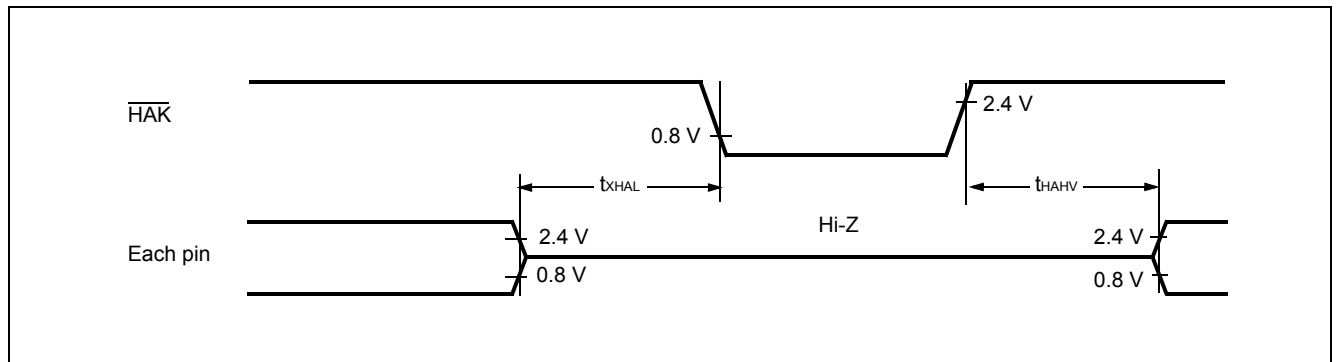 HAK
2.4 V
0.8 V
tXHAL
tHAHV
Hi-Z
Each pin
2.4 V
2.4 V
0.8 V
0.8 V